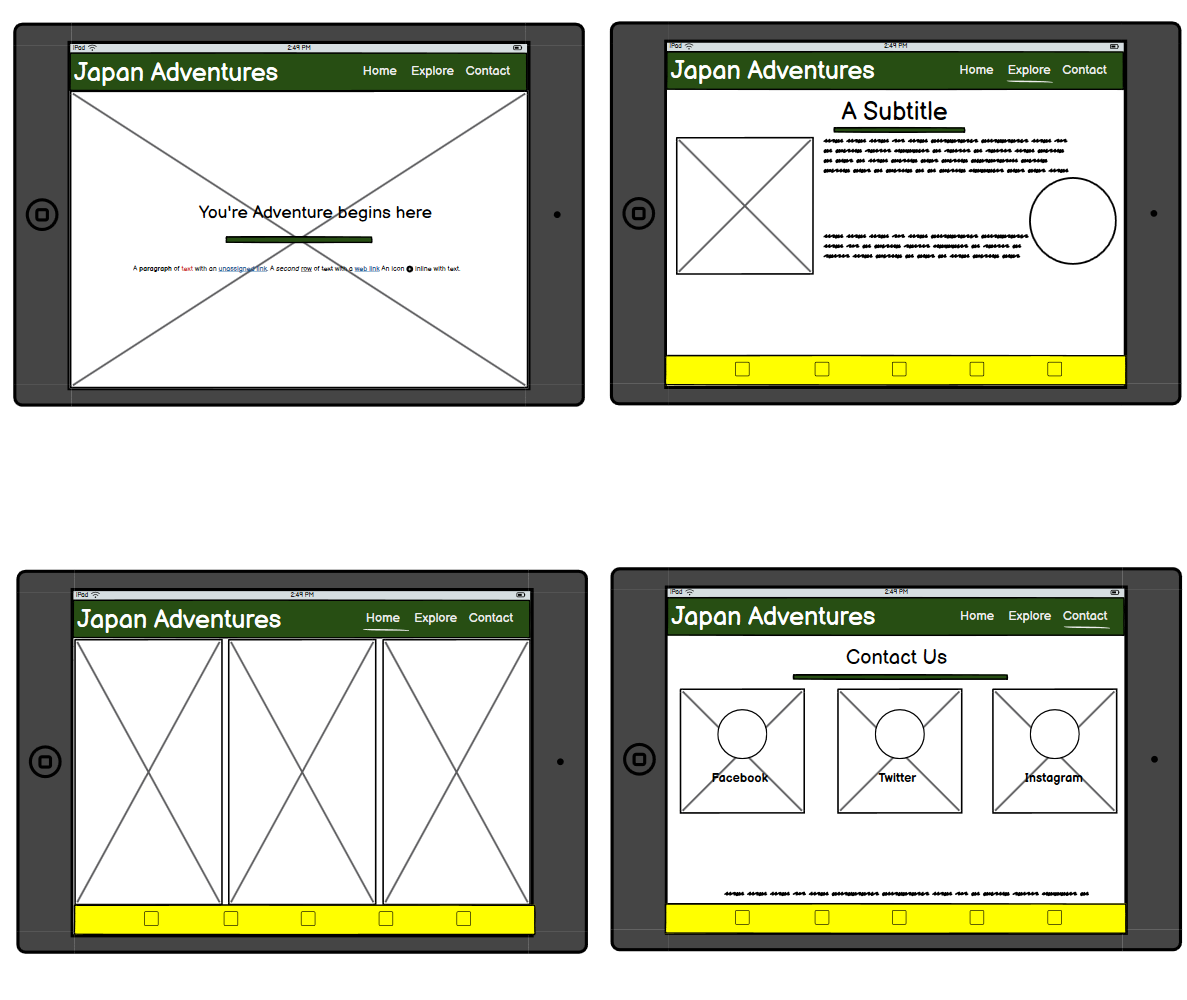 iPad 2:49 PM
Japan Adventures Home Explore Contact
You're Adventure begins here
A paragraph of text with an unassigned link A second row of text with a web link An icon inline with text.
iPad 2:49 PM
Japan Adventures Home Explore Contact
A Subtitle
iPad 2:49 PM
Japan Adventures Home Explore Contact
iPad 2:49 PM
Japan Adventures Home Explore Contact
Contact Us
Facebook Twitter Instagram